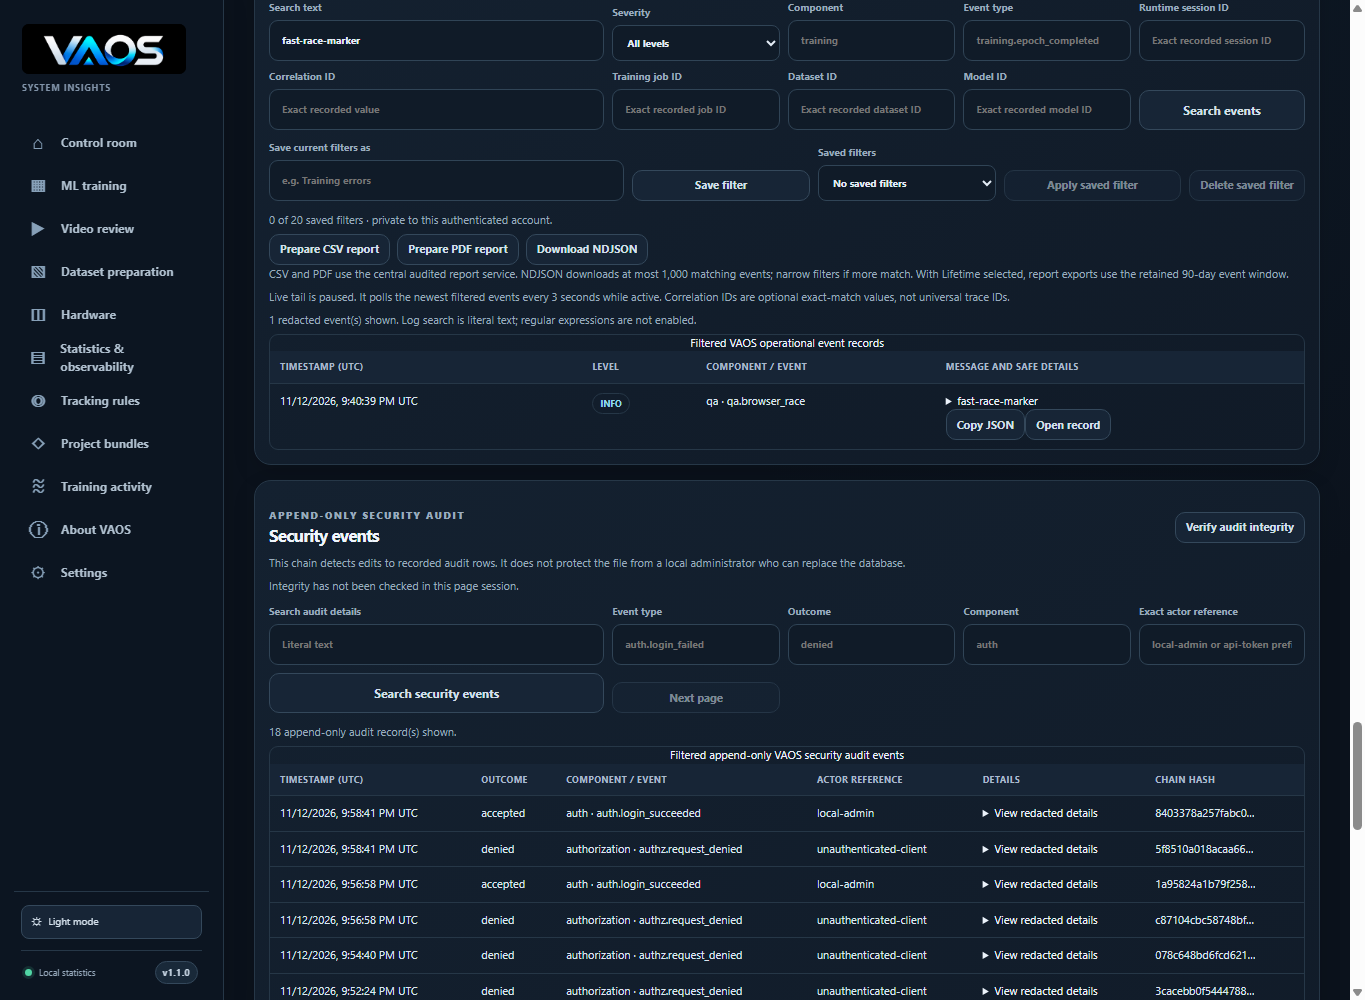 VAOS
SYSTEM INSIGHTS
Control room
ML training
Video review
Dataset preparation
Hardware
Statistics &
observability
Tracking rules
Project bundles
Training activity
About VAOS
Settings
Light mode
Local statistics v1.1.0
Search text Severity Component Event type Runtime session ID
fast-race-marker All levels training training.epoch_completed Exact recorded session ID
Correlation ID Training job ID Dataset ID Model ID
Exact recorded value Exact recorded job ID Exact recorded dataset ID Exact recorded model ID Search events
Save current filters as Saved filters
e.g. Training errors Save filter No saved filters Apply saved filter Delete saved filter
0 of 20 saved filters · private to this authenticated account.
Prepare CSV report Prepare PDF report Download NDJSON
CSV and PDF use the central audited report service. NDJSON downloads at most 1,000 matching events; narrow filters if more match. With Lifetime selected, report exports use the retained 90-day event window.
Live tail is paused. It polls the newest filtered events every 3 seconds while active. Correlation IDs are optional exact-match values, not universal trace IDs.
1 redacted event(s) shown. Log search is literal text; regular expressions are not enabled.
Filtered VAOS operational event records
TIMESTAMP (UTC) LEVEL COMPONENT / EVENT MESSAGE AND SAFE DETAILS
11/12/2026, 9:40:39 PM UTC INFO qa · qa.browser_race fast-race-marker
Copy JSON Open record
APPEND-ONLY SECURITY AUDIT
Security events
Verify audit integrity
This chain detects edits to recorded audit rows. It does not protect the file from a local administrator who can replace the database.
Integrity has not been checked in this page session.
Search audit details Event type Outcome Component Exact actor reference
Literal text auth.login_failed denied auth local-admin or api-token prefi
Search security events Next page
18 append-only audit record(s) shown.
Filtered append-only VAOS security audit events
TIMESTAMP (UTC) OUTCOME COMPONENT / EVENT ACTOR REFERENCE DETAILS CHAIN HASH
11/12/2026, 9:58:41 PM UTC accepted auth · auth.login_succeeded local-admin View redacted details 8403378a257fabc0...
11/12/2026, 9:58:41 PM UTC denied authorization · authz.request_denied unauthenticated-client View redacted details 5f8510a018acaa66...
11/12/2026, 9:56:58 PM UTC accepted auth · auth.login_succeeded local-admin View redacted details 1a95824a1b79f258...
11/12/2026, 9:56:58 PM UTC denied authorization · authz.request_denied unauthenticated-client View redacted details c87104cbc58748bf...
11/12/2026, 9:54:40 PM UTC denied authorization · authz.request_denied unauthenticated-client View redacted details 078c648bd6fcd621...
11/12/2026, 9:52:24 PM UTC denied authorization · authz.request_denied unauthenticated-client View redacted details 3cacebb0f5444788...